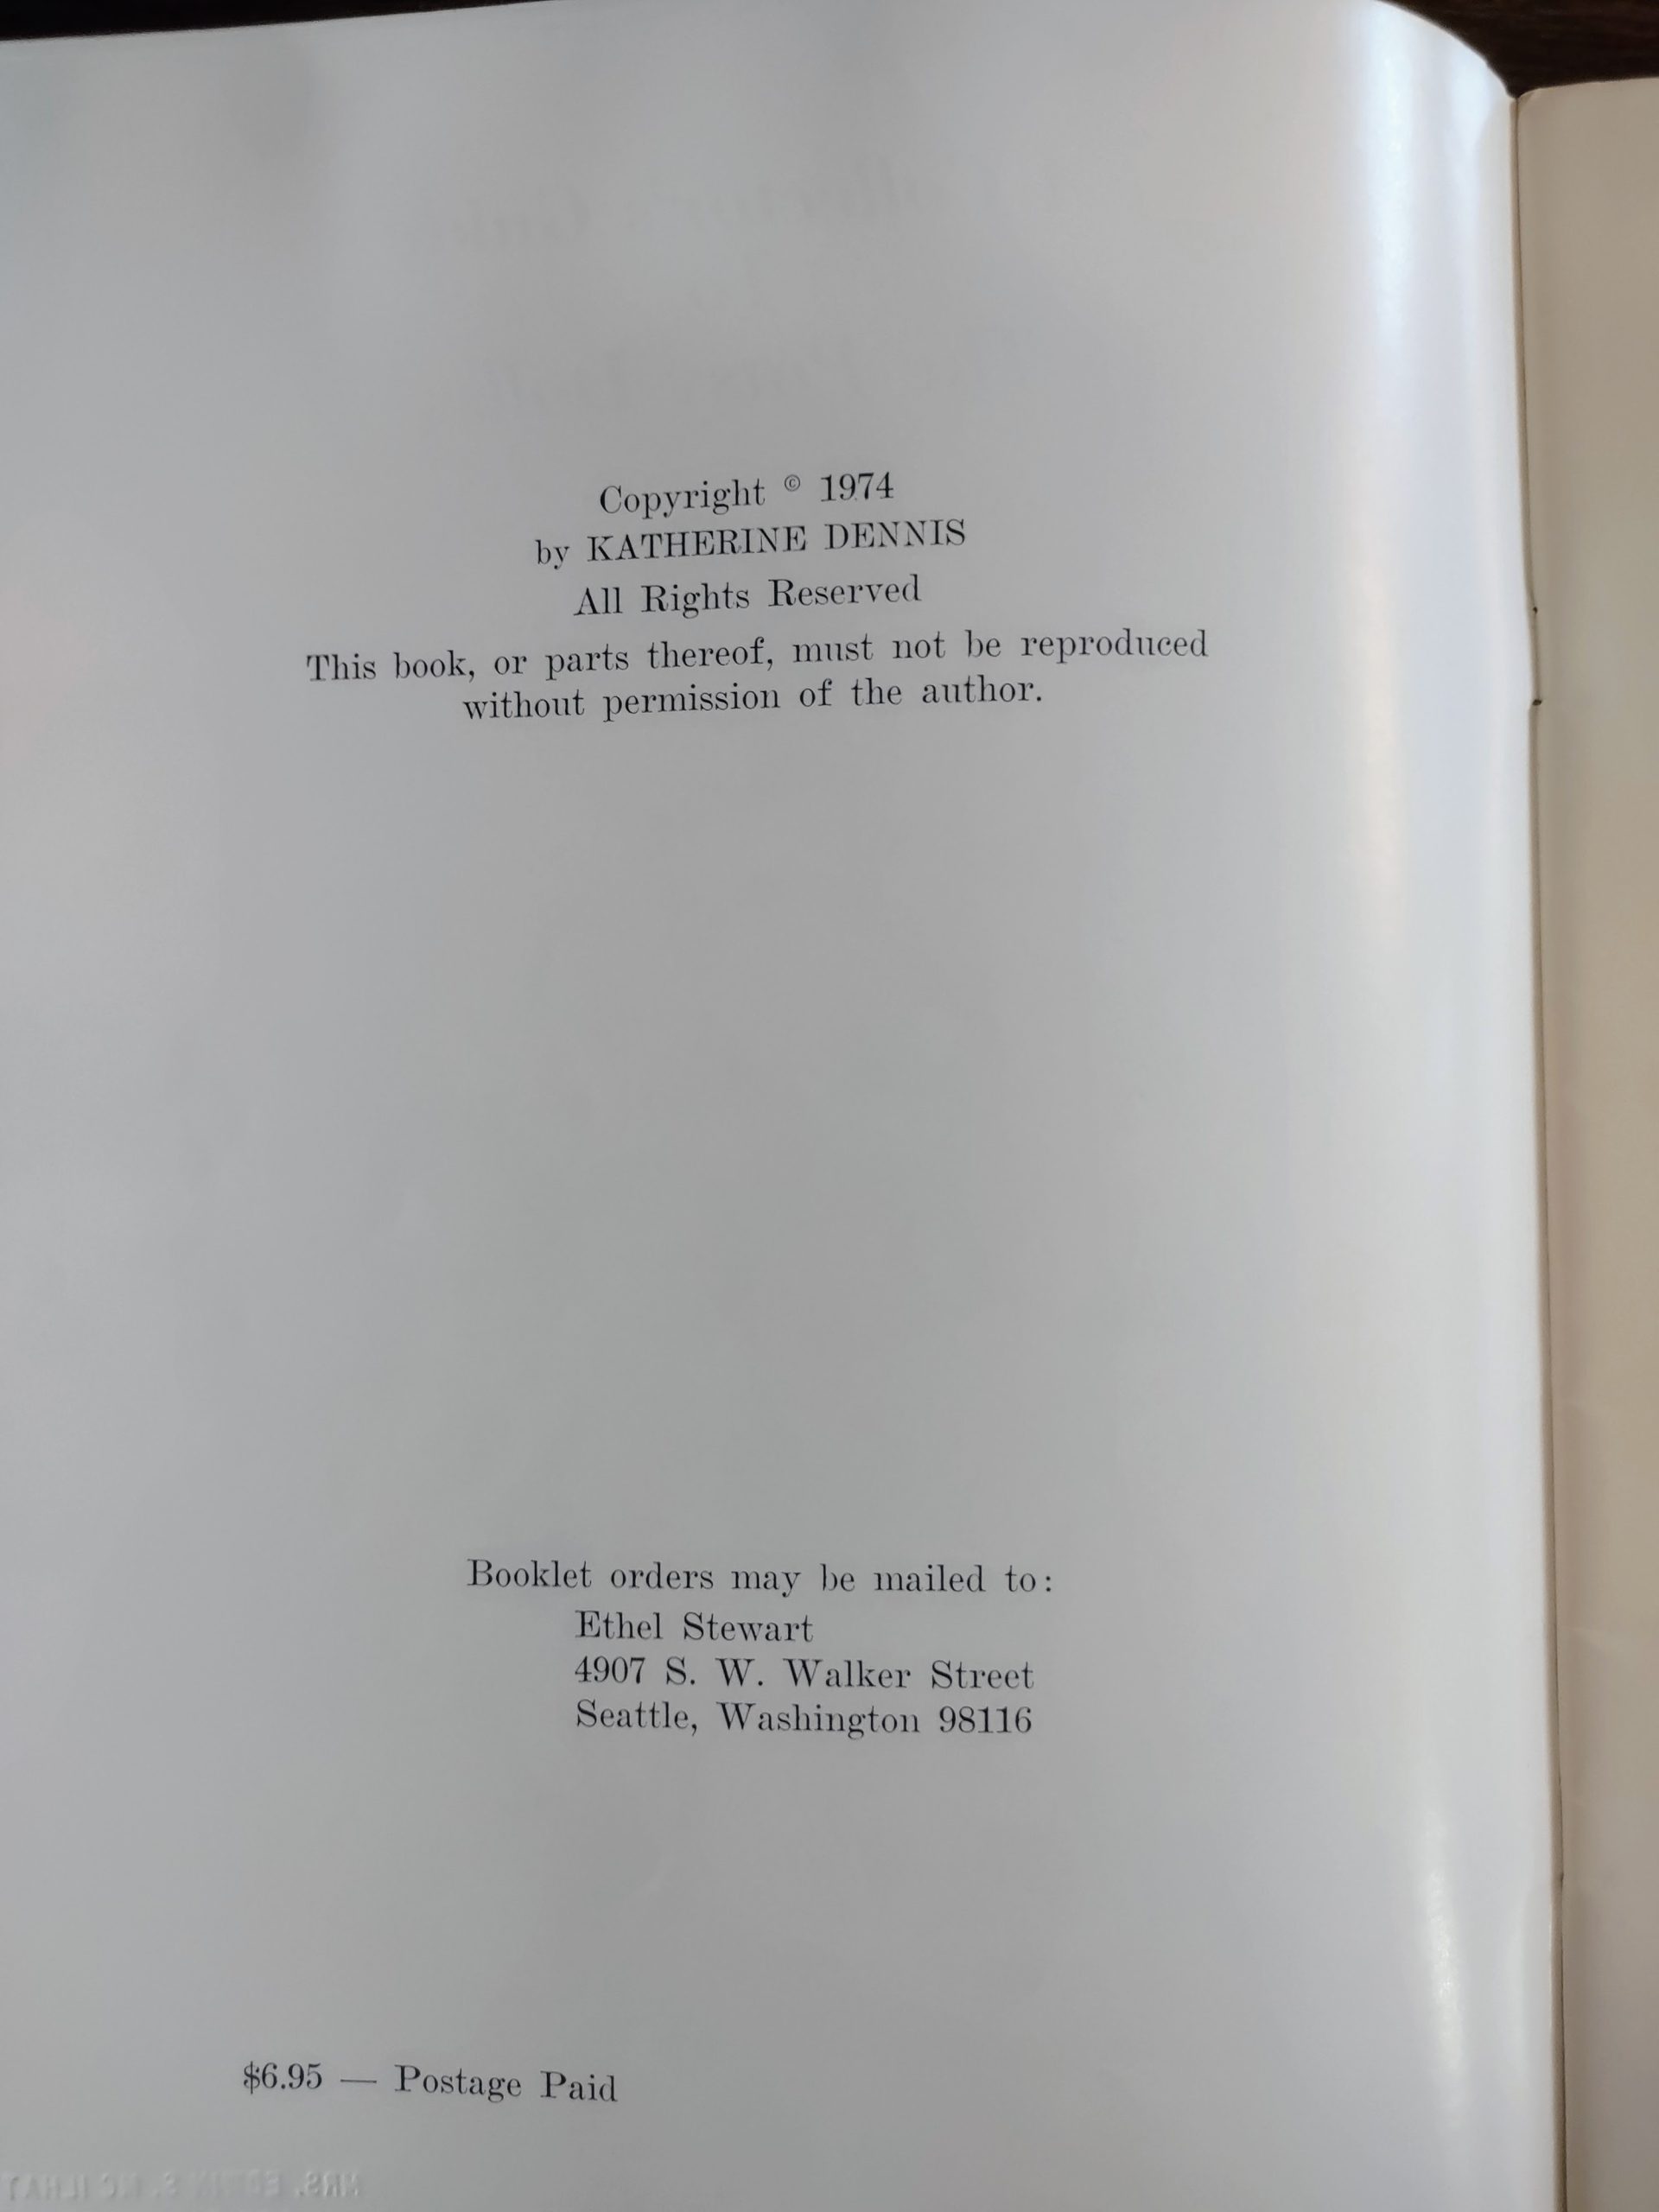 Copyright © 1974
by KATHERINE DENNIS
All Rights Reserved
This book, or parts thereof, must not be reproduced
without permission of the author.
Booklet orders may be mailed to:
Ethel Stewart
4907 S. W. Walker Street
Seattle, Washington 98116
$6.95 — Postage Paid
MRS.